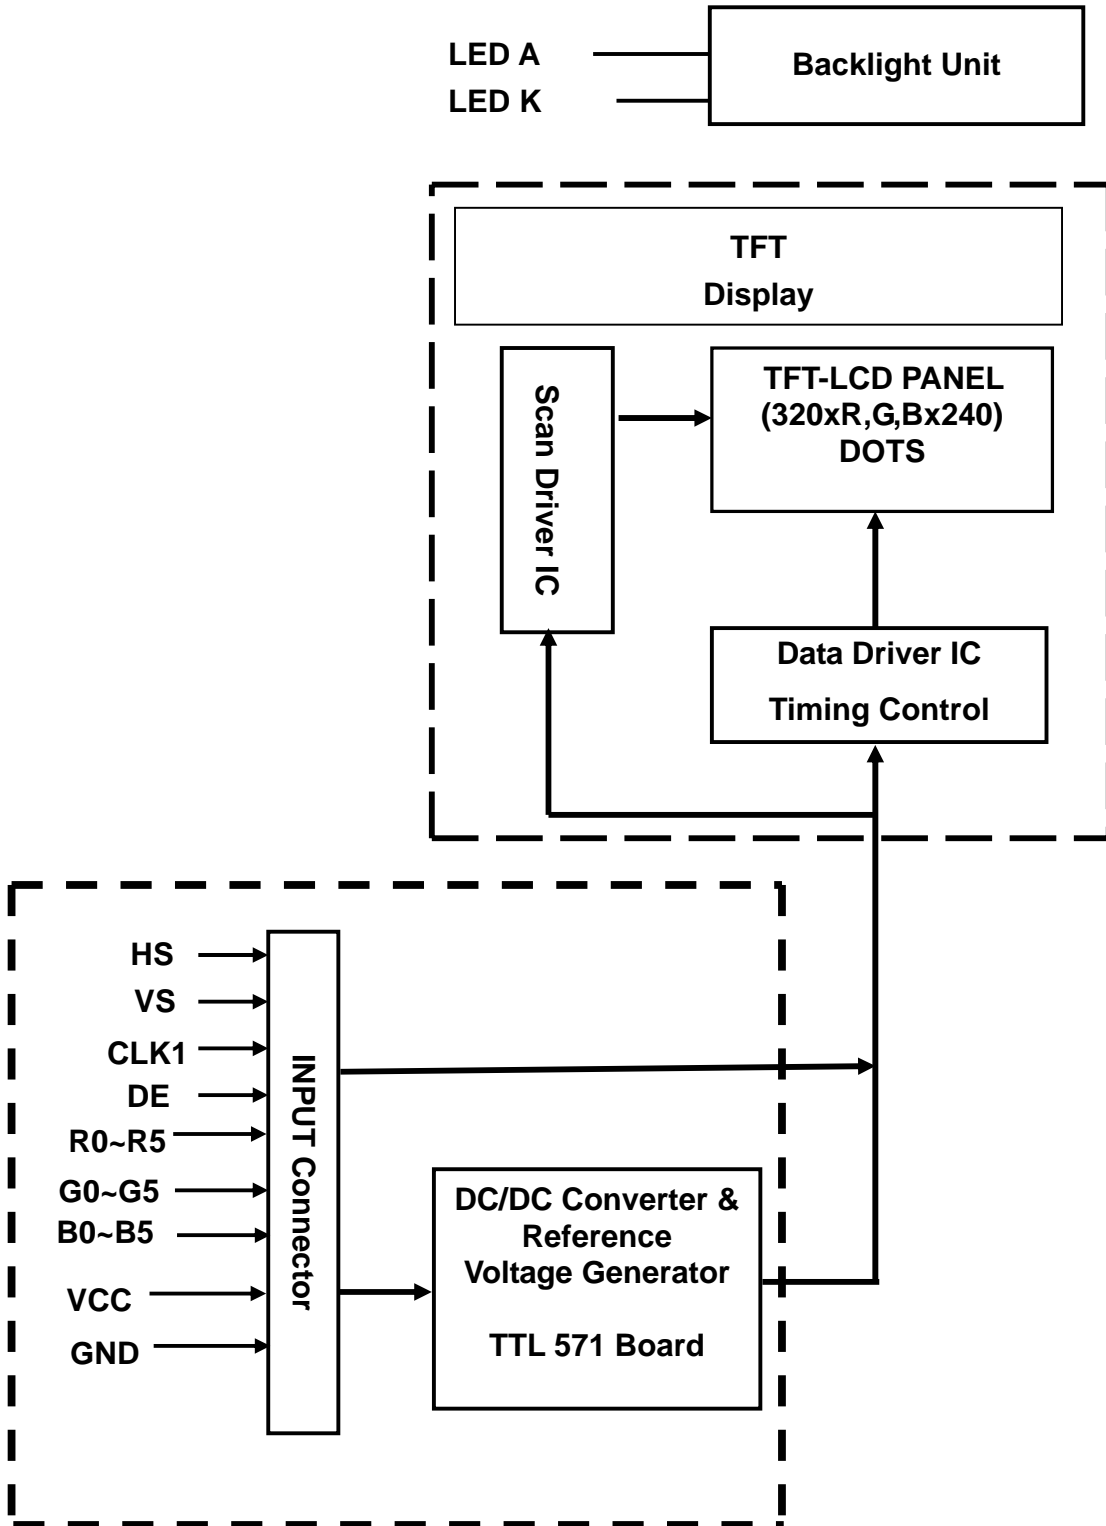 LED A
LED K
Backlight Unit
TFT
Display
Scan Driver IC
TFT-LCD PANEL
(320xR,G,Bx240)
DOTS
Data Driver IC
Timing Control
HS
VS
CLK1
DE
R0~R5
G0~G5
B0~B5
VCC
GND
INPUT Connector
DC/DC Converter &
Reference
Voltage Generator
TTL 571 Board